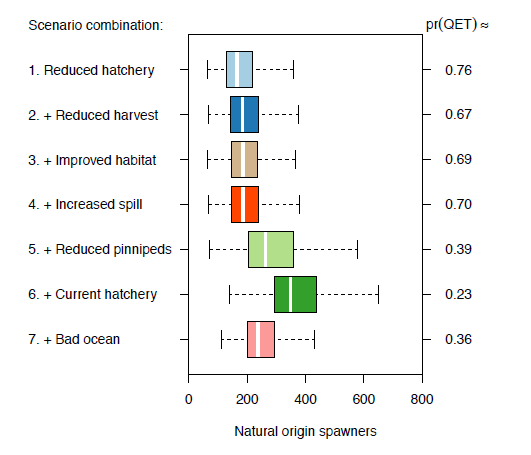 Scenario combination: pr(QET) ≈
1. Reduced hatchery 0.76
2. + Reduced harvest 0.67
3. + Improved habitat 0.69
4. + Increased spill 0.70
5. + Reduced pinnipeds 0.39
6. + Current hatchery 0.23
7. + Bad ocean 0.36
0 200 400 600 800
Natural origin spawners